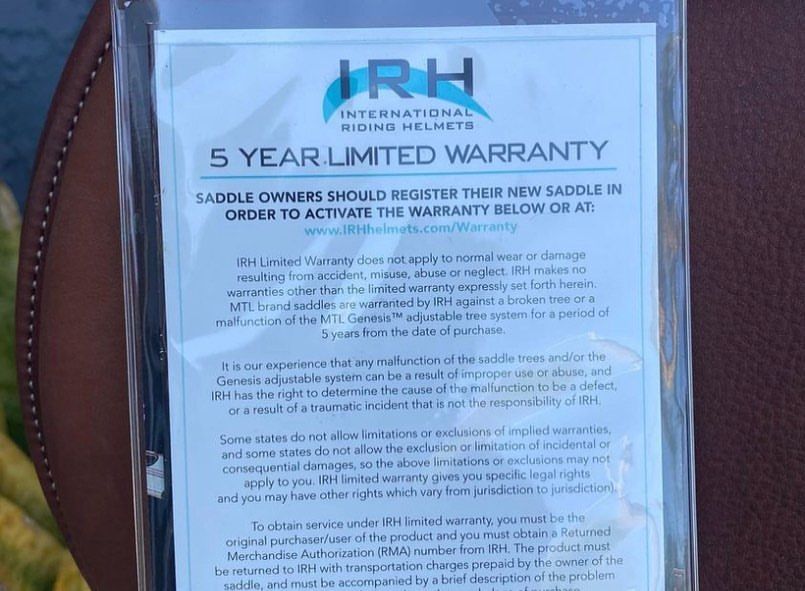 IRH
INTERNATIONAL
RIDING HELMETS
5 YEAR LIMITED WARRANTY
SADDLE OWNERS SHOULD REGISTER THEIR NEW SADDLE IN
ORDER TO ACTIVATE THE WARRANTY BELOW OR AT:
www.IRHhelmets.com/Warranty
IRH Limited Warranty does not apply to normal wear or damage
resulting from accident, misuse, abuse or neglect. IRH makes no
warranties other than the limited warranty expressly set forth herein.
MTL brand saddles are warranted by IRH against a broken tree or a
malfunction of the MTL Genesis™ adjustable tree system for a period of
5 years from the date of purchase.
It is our experience that any malfunction of the saddle trees and/or the
Genesis adjustable system can be a result of improper use or abuse, and
IRH has the right to determine the cause of the malfunction to be a defect,
or a result of a traumatic incident that is not the responsibility of IRH.
Some states do not allow limitations or exclusions of implied warranties,
and some states do not allow the exclusion or limitation of incidental or
consequential damages, so the above limitations or exclusions may not
apply to you. IRH limited warranty gives you specific legal rights
and you may have other rights which vary from jurisdiction to jurisdiction).
To obtain service under IRH limited warranty, you must be the
original purchaser/user of the product and you must obtain a Returned
Merchandise Authorization (RMA) number from IRH. The product must
be returned to IRH with transportation charges prepaid by the owner of the
saddle, and must be accompanied by a brief description of the problem